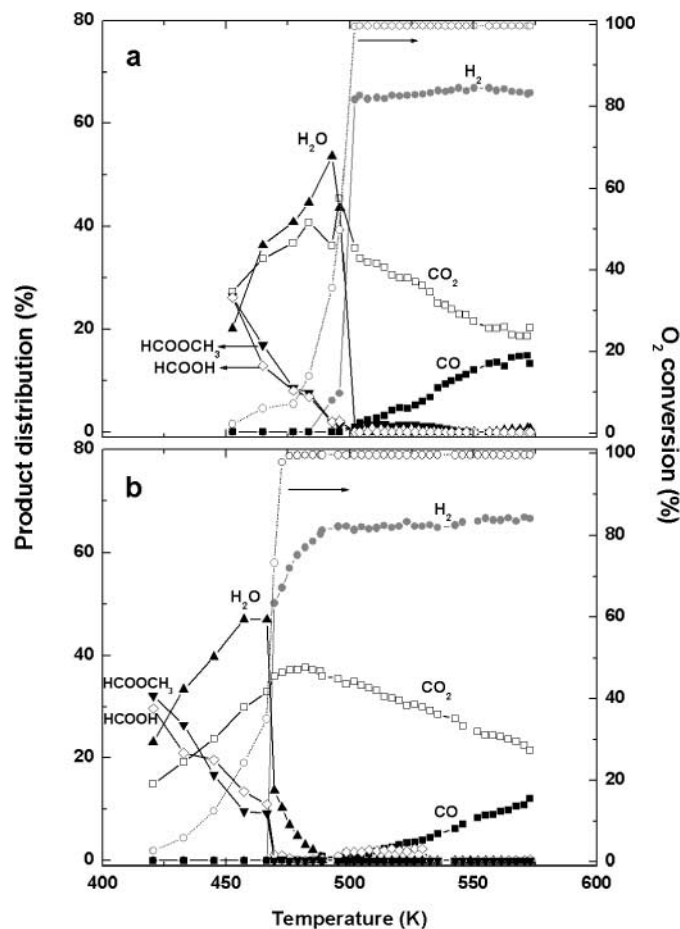 80
100
a
H₂
60
80
H₂O
60
40
CO₂
40
HCOOCH₃
20
CO
20
HCOOH
0
0
80
100
b
H₂
60
80
H₂O
60
40
HCOOCH₃
CO₂
40
HCOOH
20
CO
20
0
0
400
450
500
550
600
Temperature (K)
Product distribution (%)
O₂ conversion (%)